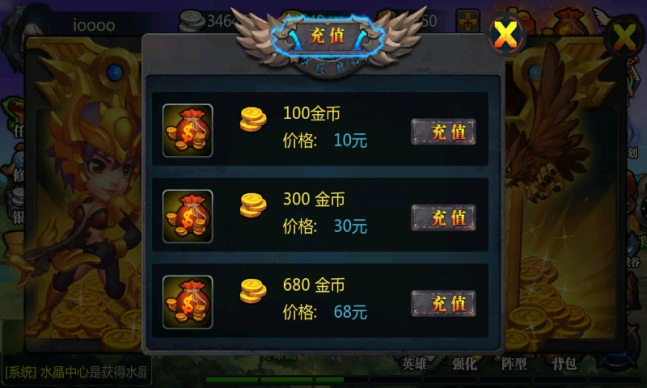 ioooo
充值
100金币
价格: 10元
充值
300 金币
价格: 30元
充值
680 金币
价格: 68元
充值
英雄 强化 阵型 背包
[系统] 水晶中心是获得水晶